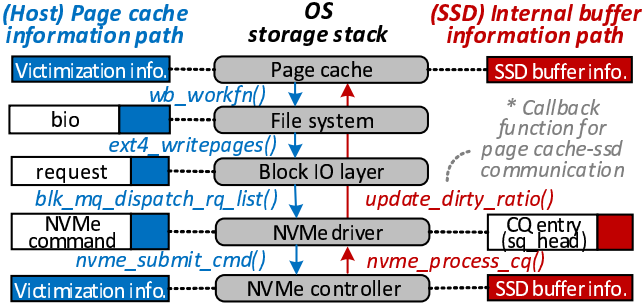 (Host) Page cache
information path
OS
storage stack
(SSD) Internal buffer
information path
Victimization info.
Page cache
SSD buffer info.
wb_workfn()
bio
File system
* Callback
function for
page cache-ssd
communication
ext4_writepages()
request
Block IO layer
blk_mq_dispatch_rq_list()
update_dirty_ratio()
NVMe
command
NVMe driver
CQ entry
(sq_head)
nvme_submit_cmd()
nvme_process_cq()
Victimization info.
NVMe controller
SSD buffer info.